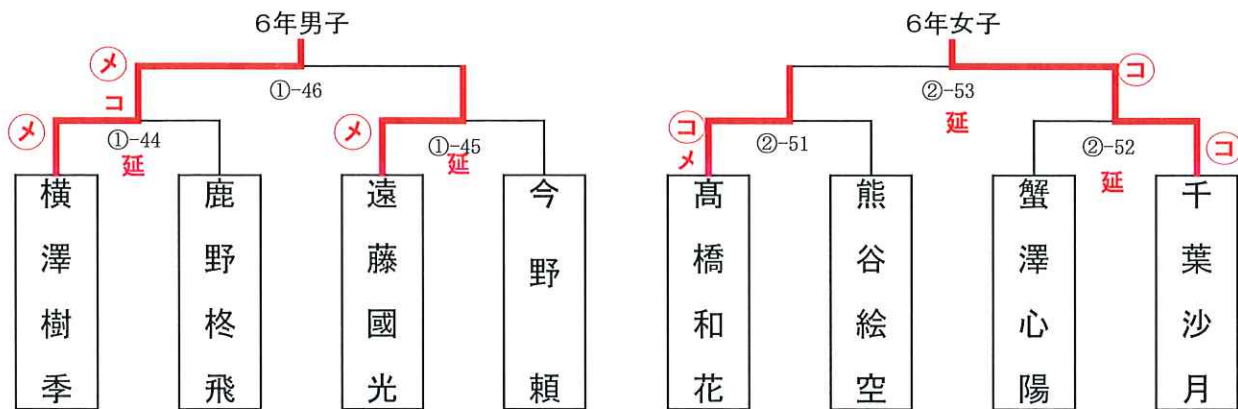 6年男子
6年女子
メ
コ
①-46
②-53
コ
メ
①-44
延
メ
①-45
延
コ
メ
②-51
延
②-52
延
コ
横澤樹季
鹿野柊飛
遠藤國光
今野頼
髙橋和花
熊谷絵空
蟹澤心陽
千葉沙月